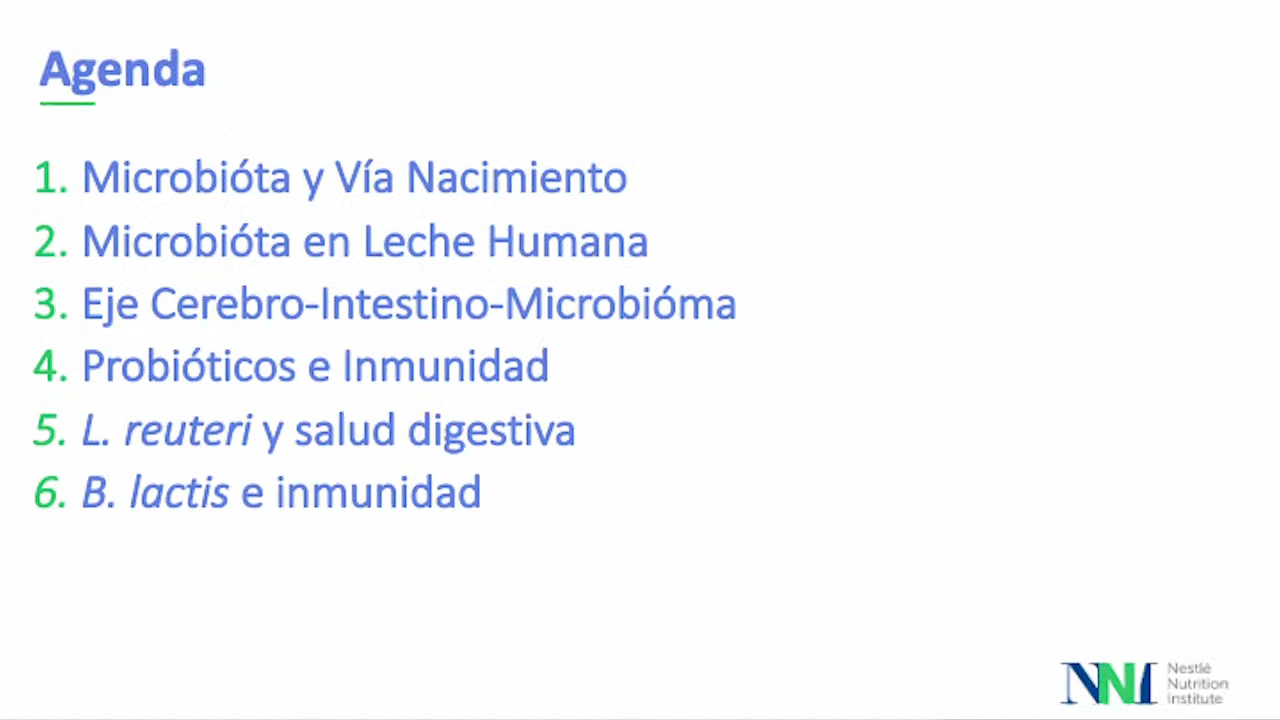 Agenda
1. Microbióta y Vía Nacimiento
2. Microbióta en Leche Humana
3. Eje Cerebro-Intestino-Microbióma
4. Probióticos e Inmunidad
5. L. reuteri y salud digestiva
6. B. lactis e inmunidad
NNI
Nestlé
Nutrition
Institute